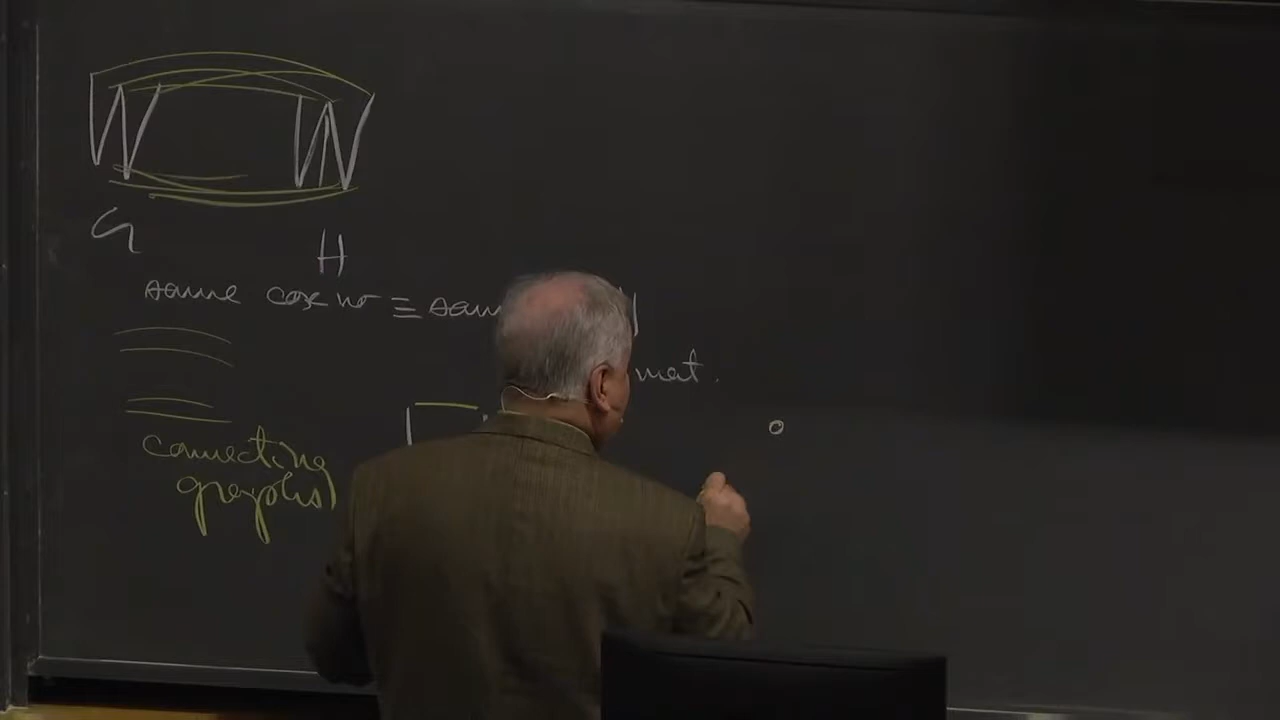 G
H
same cox no ≡ sam
mat.
connecting
graphs